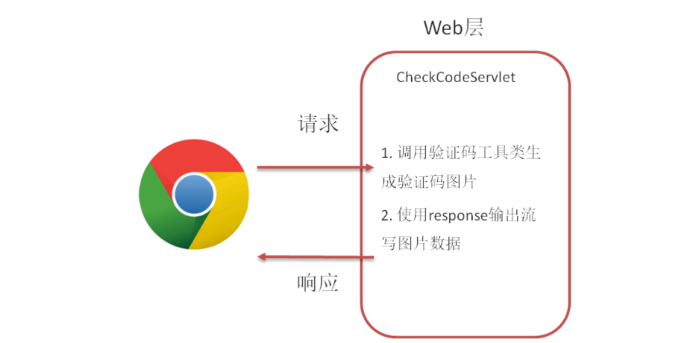 Web层
CheckCodeServlet
请求
1. 调用验证码工具类生
成验证码图片
2. 使用response输出流
写图片数据
响应